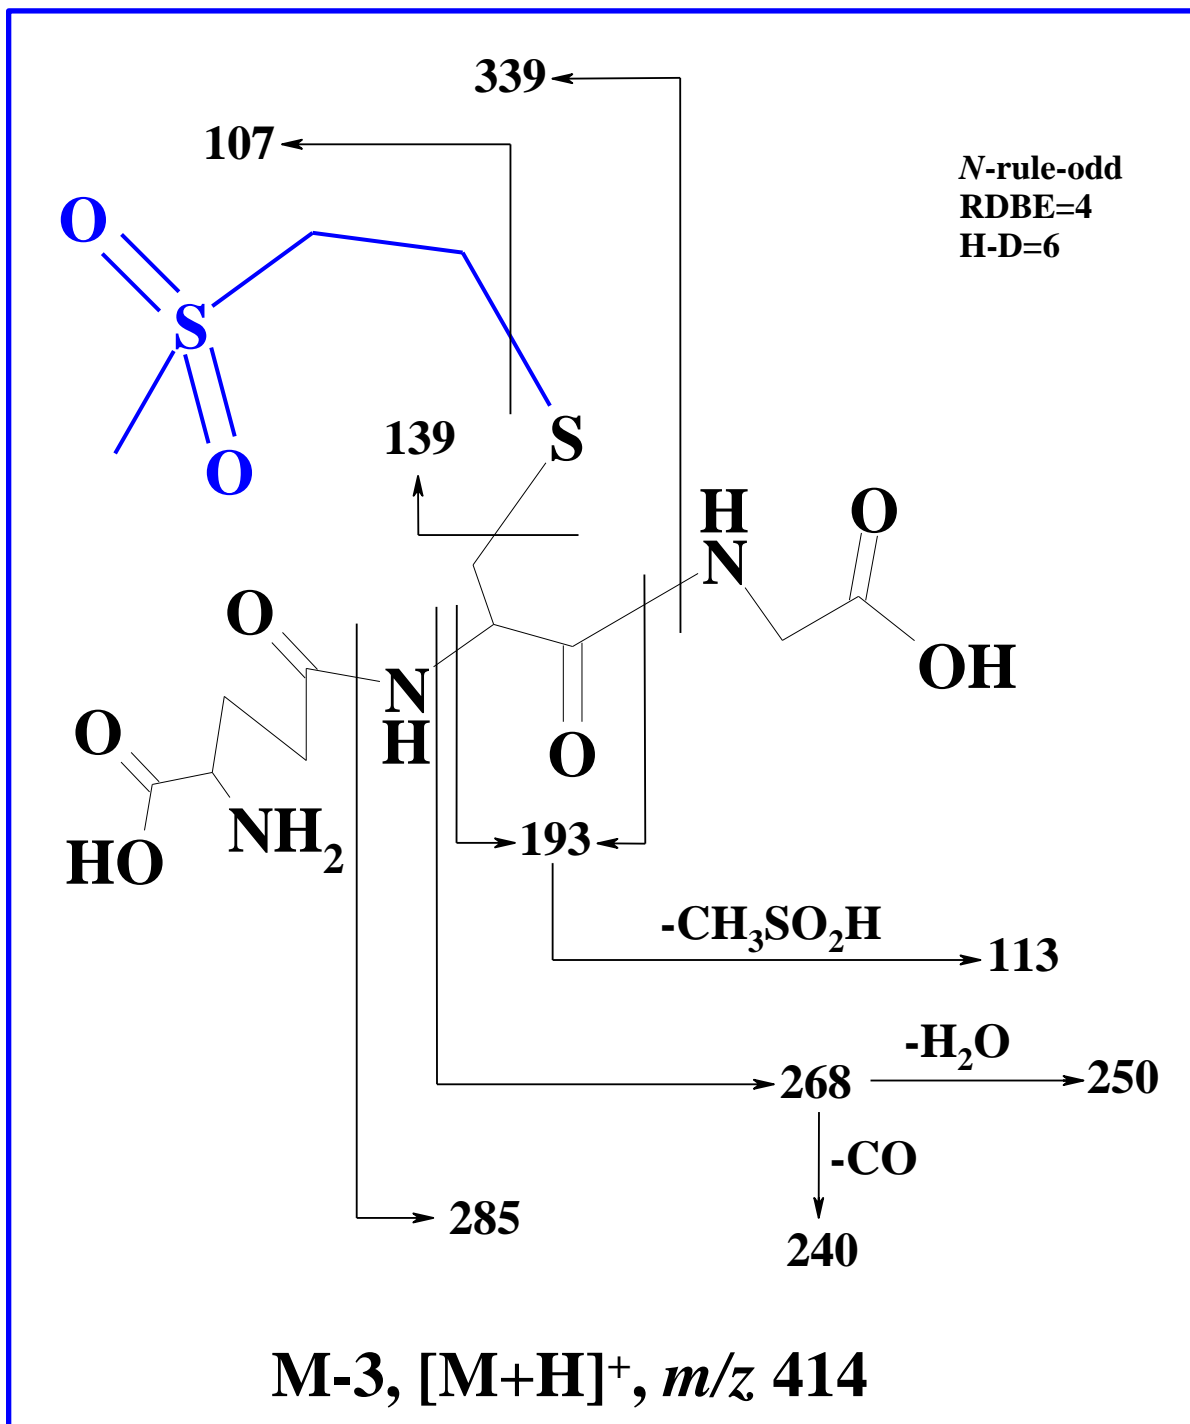 339
107
N-rule-odd
RDBE=4
H-D=6
O
S
O
139
S
H
N
O
OH
O
N
H
O
O
NH₂
HO
193
-CH₃SO₂H
113
-H₂O
268
250
-CO
285
240
M-3, [M+H]⁺, m/z 414